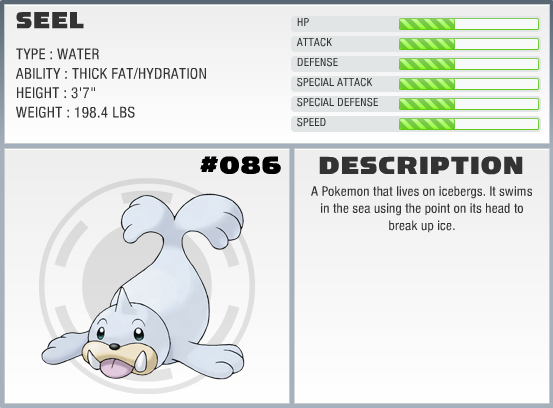 SEEL
TYPE : WATER
ABILITY : THICK FAT/HYDRATION
HEIGHT : 3'7"
WEIGHT : 198.4 LBS
HP
ATTACK
DEFENSE
SPECIAL ATTACK
SPECIAL DEFENSE
SPEED
#086
DESCRIPTION
A Pokemon that lives on icebergs. It swims
in the sea using the point on its head to
break up ice.